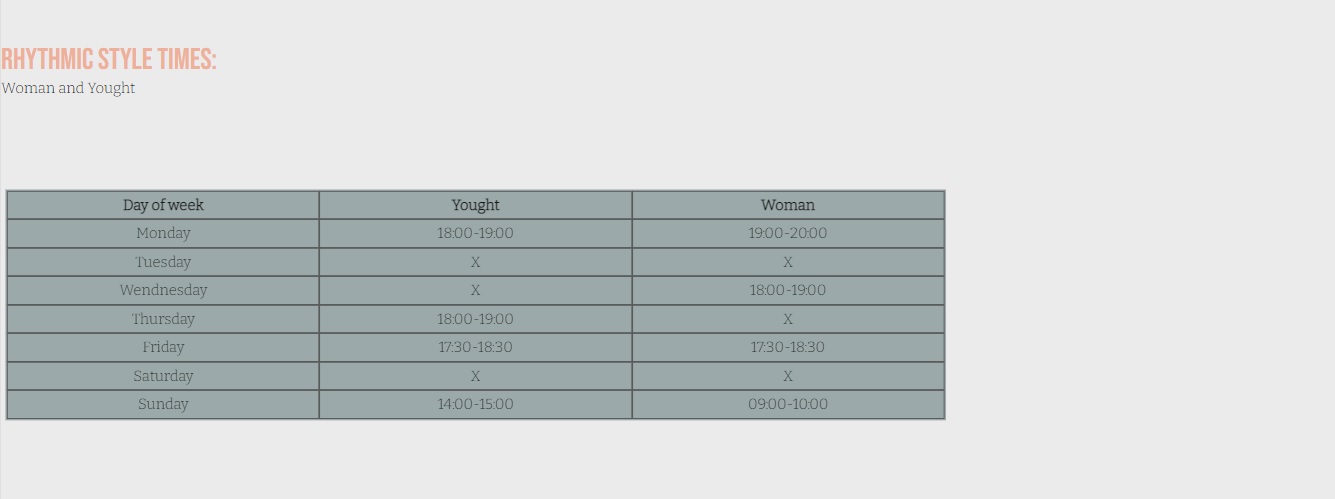 RHYTHMIC STYLE TIMES:
Woman and Yought
Day of week Yought Woman
Monday 18:00-19:00 19:00-20:00
Tuesday X X
Wendnesday X 18:00-19:00
Thursday 18:00-19:00 X
Friday 17:30-18:30 17:30-18:30
Saturday X X
Sunday 14:00-15:00 09:00-10:00